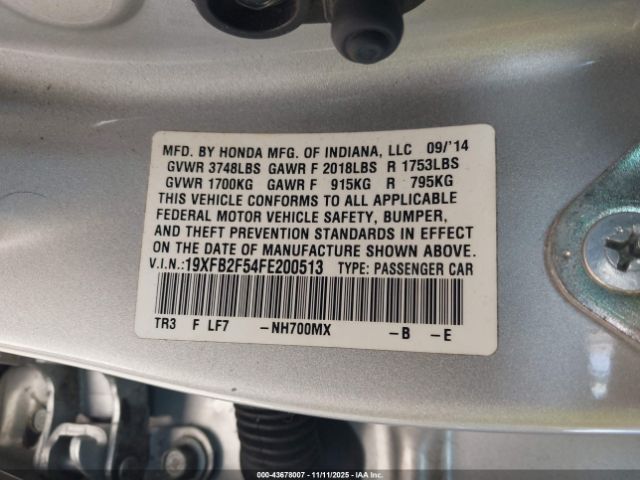 MFD. BY HONDA MFG. OF INDIANA, LLC 09/'14
GVWR 3748LBS GAWR F 2018LBS R 1753LBS
GVWR 1700KG GAWR F 915KG R 795KG
THIS VEHICLE CONFORMS TO ALL APPLICABLE
FEDERAL MOTOR VEHICLE SAFETY, BUMPER,
AND THEFT PREVENTION STANDARDS IN EFFECT
ON THE DATE OF MANUFACTURE SHOWN ABOVE.
V.I.N.:19XFB2F54FE200513 TYPE: PASSENGER CAR
TR3 F LF7 -NH700MX -B -E
000-43678007 - 11/11/2025 - IAAI.COM